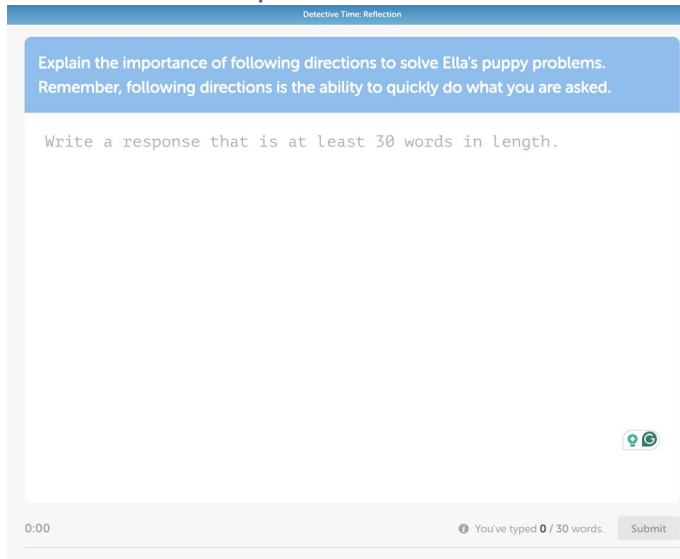 Detective Time: Reflection
Explain the importance of following directions to solve Ella's puppy problems.
Remember, following directions is the ability to quickly do what you are asked.
Write a response that is at least 30 words in length.
0:00
You've typed 0 / 30 words.
Submit